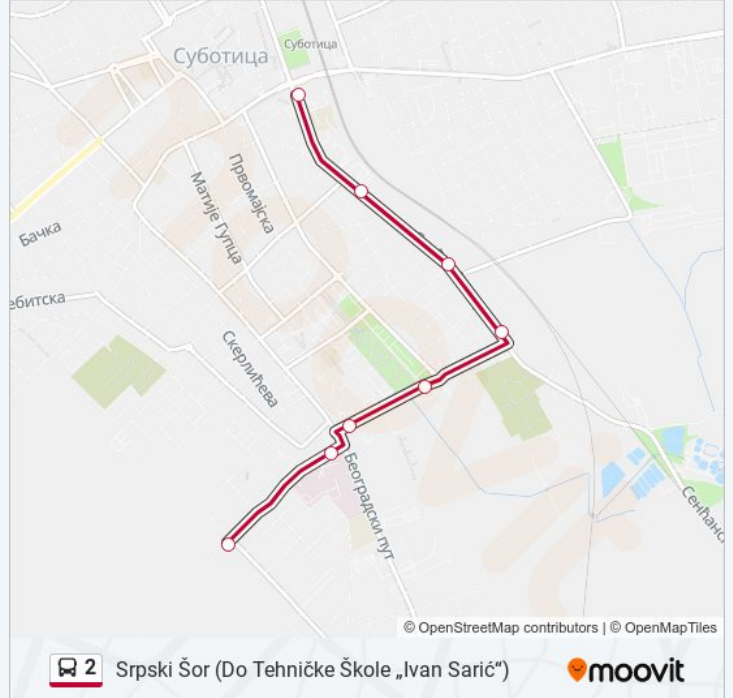 Суботица
Суботица
Првомајска
Матије Гупца
Бачка
ебитска
Скерлићева
Београдски пут
Сенћанс
© OpenStreetMap contributors | © OpenMapTiles
2 Srpski Šor (Do Tehničke Škole „Ivan Sarić“)
moovit